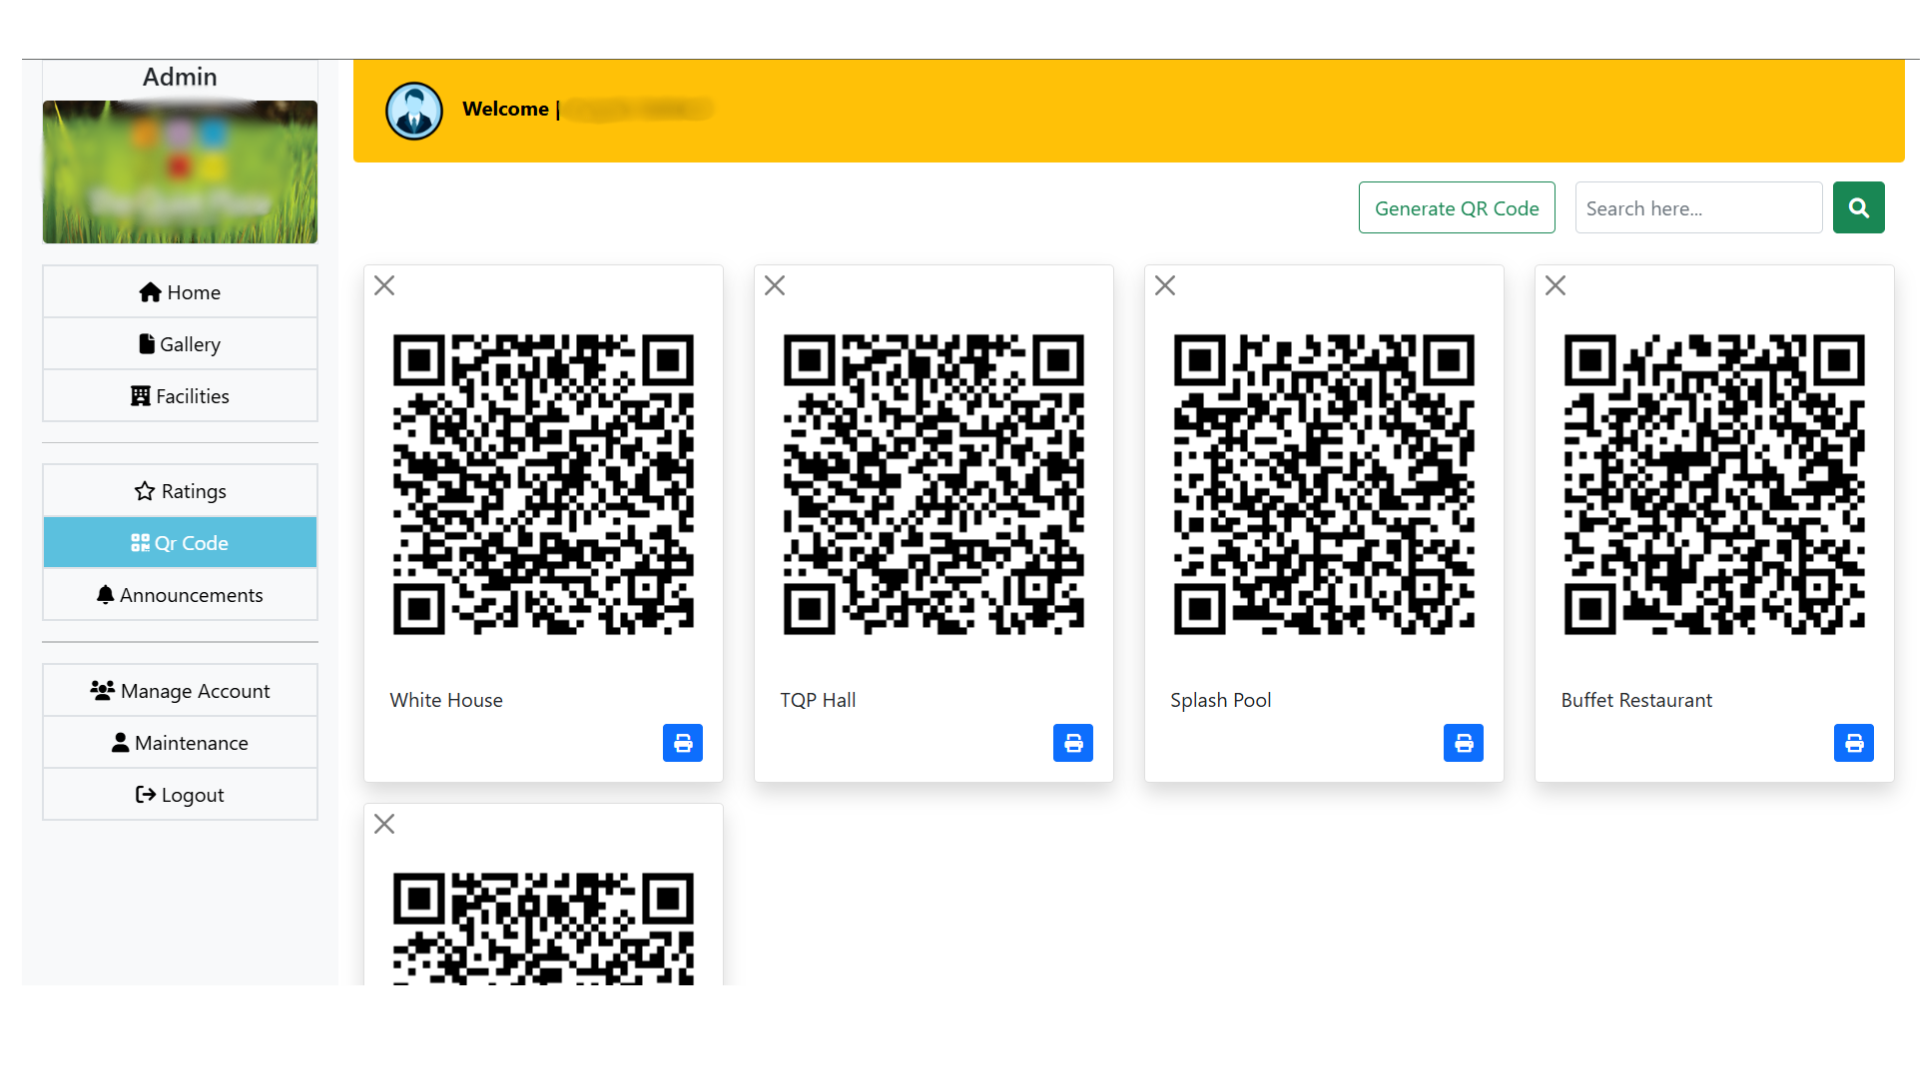 Admin
Welcome |
Generate QR Code
Search here...
Home
Gallery
Facilities
Ratings
Qr Code
Announcements
Manage Account
Maintenance
Logout
White House
TQP Hall
Splash Pool
Buffet Restaurant